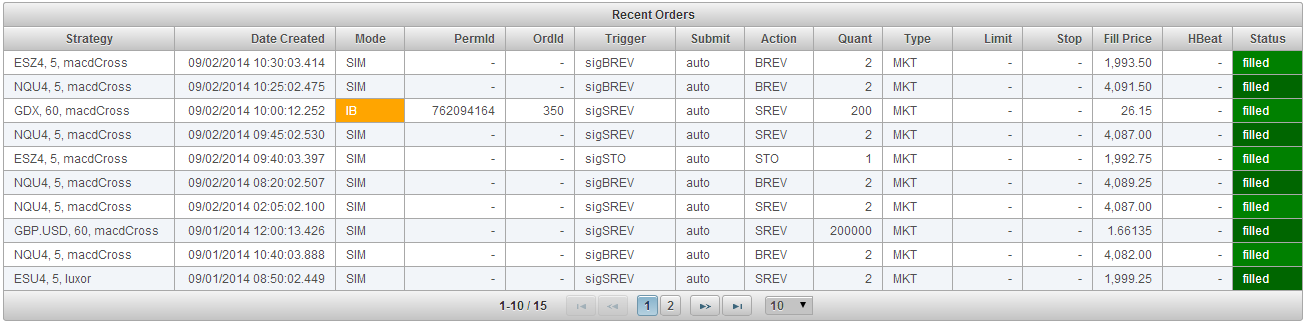 Recent Orders
Strategy Date Created Mode PermId OrdId Trigger Submit Action Quant Type Limit Stop Fill Price HBeat Status
ESZ4, 5, macdCross 09/02/2014 10:30:03.414 SIM - - sigBREV auto BREV 2 MKT - - 1,993.50 - filled
NQU4, 5, macdCross 09/02/2014 10:25:02.475 SIM - - sigBREV auto BREV 2 MKT - - 4,091.50 - filled
GDX, 60, macdCross 09/02/2014 10:00:12.252 IB 762094164 350 sigSREV auto SREV 200 MKT - - 26.15 - filled
NQU4, 5, macdCross 09/02/2014 09:45:02.530 SIM - - sigSREV auto SREV 2 MKT - - 4,087.00 - filled
ESZ4, 5, macdCross 09/02/2014 09:40:03.397 SIM - - sigSTO auto STO 1 MKT - - 1,992.75 - filled
NQU4, 5, macdCross 09/02/2014 08:20:02.507 SIM - - sigBREV auto BREV 2 MKT - - 4,089.25 - filled
NQU4, 5, macdCross 09/02/2014 02:05:02.100 SIM - - sigSREV auto SREV 2 MKT - - 4,087.00 - filled
GBP.USD, 60, macdCross 09/01/2014 12:00:13.426 SIM - - sigSREV auto SREV 200000 MKT - - 1.66135 - filled
NQU4, 5, macdCross 09/01/2014 10:40:03.888 SIM - - sigBREV auto BREV 2 MKT - - 4,082.00 - filled
ESU4, 5, luxor 09/01/2014 08:50:02.449 SIM - - sigSREV auto SREV 2 MKT - - 1,999.25 - filled
1-10 / 15 1 2 10